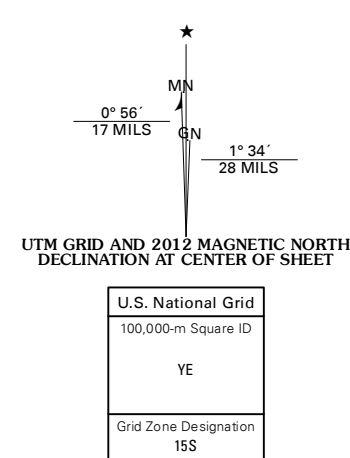 ★
MN
0° 56´
17 MILS
GN
1° 34´
28 MILS
UTM GRID AND 2012 MAGNETIC NORTH
DECLINATION AT CENTER OF SHEET
U.S. National Grid
100,000-m Square ID
YE
Grid Zone Designation
15S